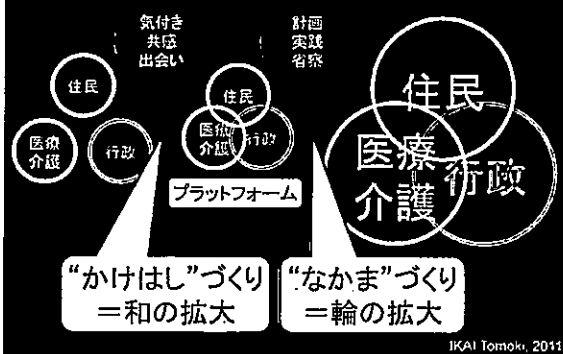 気付き
共感
出会い
計画
実践
省察
住民
医療
介護
行政
住民
医療
介護
行政
プラットフォーム
住民
医療
介護
行政
“かけはし”づくり
＝和の拡大
“なかま”づくり
＝輪の拡大
IKAI Tomoki, 2011